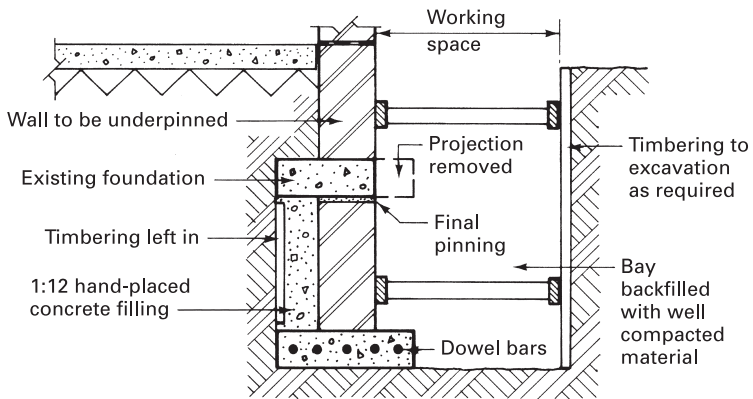 Working
space
Wall to be underpinned
Projection
removed
Timbering to
excavation
as required
Existing foundation
Final
pinning
Timbering left in
1:12 hand-placed
concrete filling
Bay
backfilled
with well
compacted
material
Dowel bars